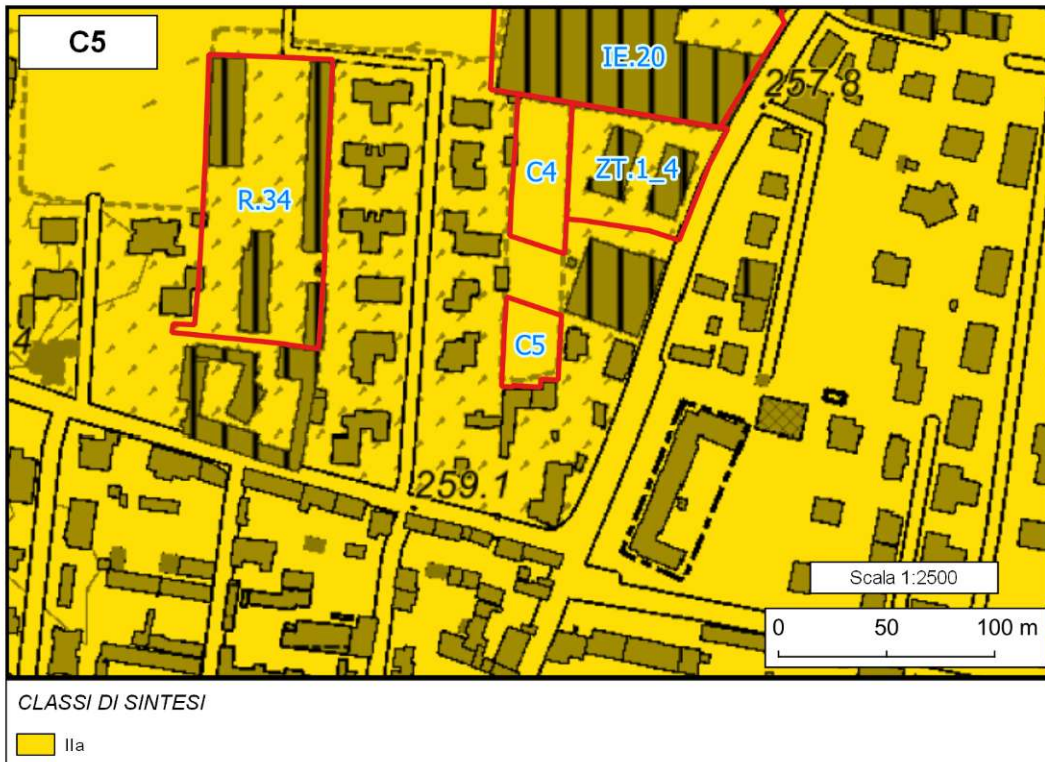 C5
IE.20
257.8
C4
ZT.1_4
R.34
4
C5
259.1
Scala 1:2500
0 50 100 m
CLASSI DI SINTESI
IIa